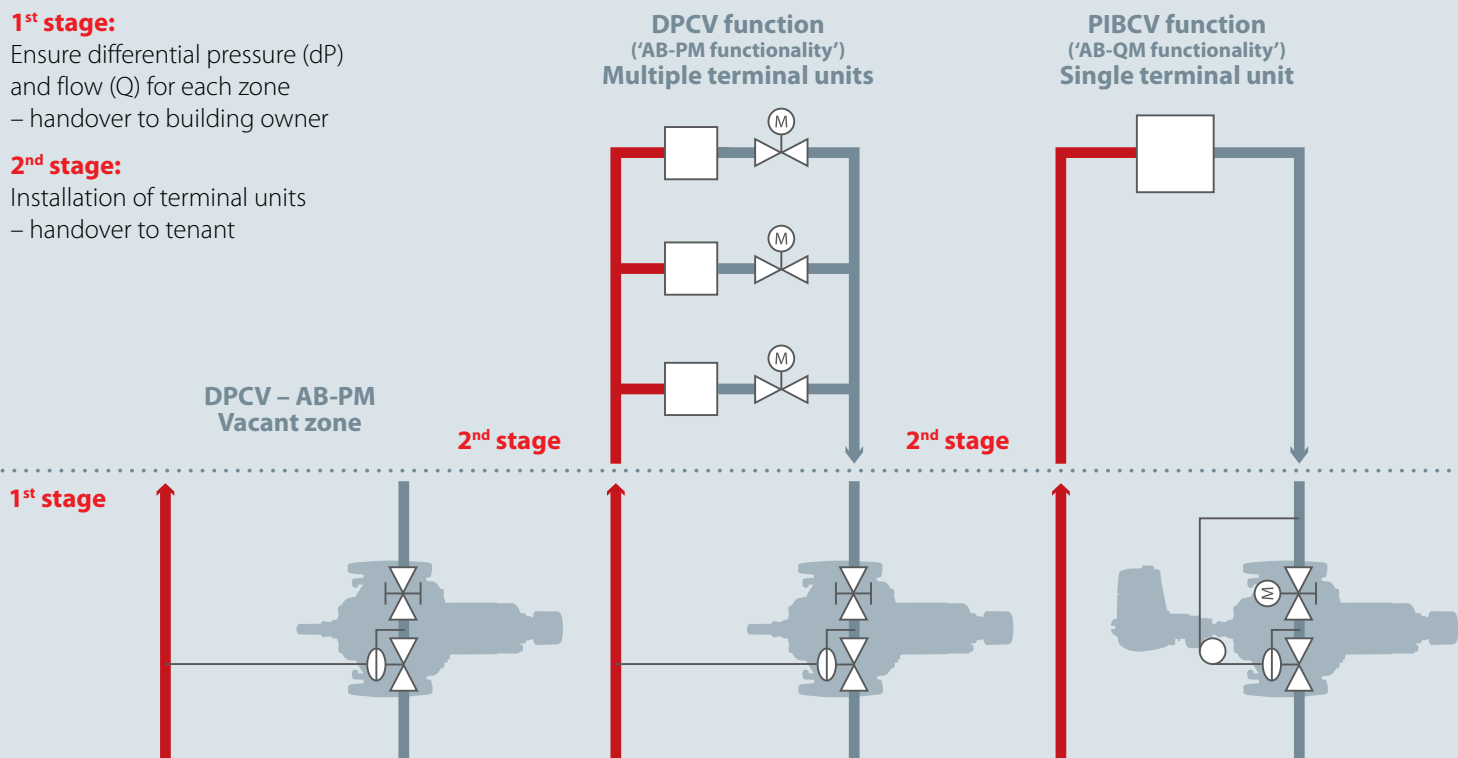 1st stage:
Ensure differential pressure (dP)
and flow (Q) for each zone
– handover to building owner
2nd stage:
Installation of terminal units
– handover to tenant
DPCV function
(‘AB-PM functionality’)
Multiple terminal units
M
M
M
PIBCV function
(‘AB-QM functionality’)
Single terminal unit
DPCV – AB-PM
Vacant zone
2nd stage
2nd stage
1st stage
M